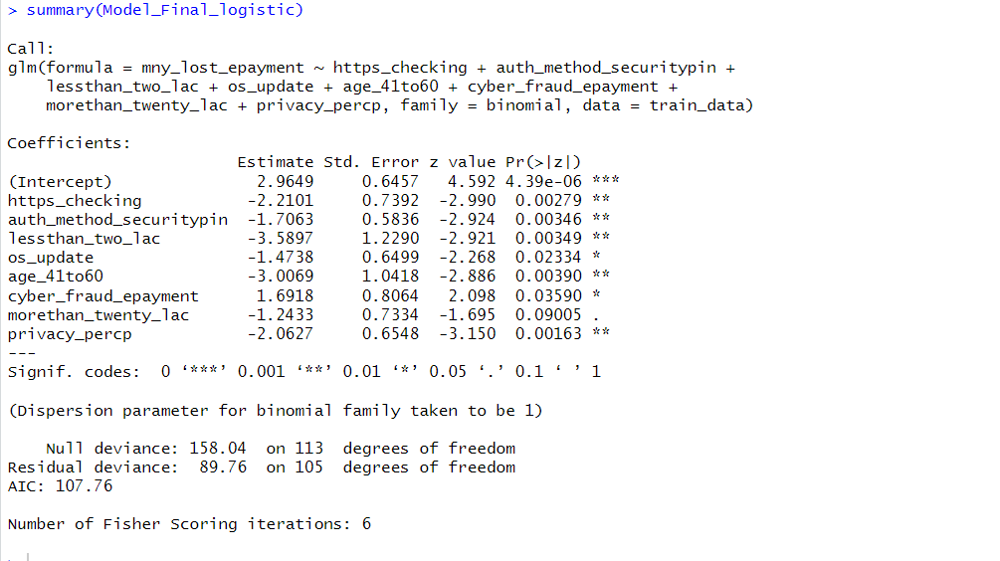 > summary(Model_Final_logistic)
Call:
glm(formula = mny_lost_epayment ~ https_checking + auth_method_securitypin +
    lessthan_two_lac + os_update + age_41to60 + cyber_fraud_epayment +
    morethan_twenty_lac + privacy_percp, family = binomial, data = train_data)
Coefficients:
                        Estimate Std. Error z value Pr(>|z|)
(Intercept)               2.9649     0.6457   4.592 4.39e-06 ***
https_checking           -2.2101     0.7392  -2.990  0.00279 **
auth_method_securitypin  -1.7063     0.5836  -2.924  0.00346 **
lessthan_two_lac         -3.5897     1.2290  -2.921  0.00349 **
os_update                -1.4738     0.6499  -2.268  0.02334 *
age_41to60               -3.0069     1.0418  -2.886  0.00390 **
cyber_fraud_epayment      1.6918     0.8064   2.098  0.03590 *
morethan_twenty_lac      -1.2433     0.7334  -1.695  0.09005 .
privacy_percp            -2.0627     0.6548  -3.150  0.00163 **
---
Signif. codes:  0 ‘***’ 0.001 ‘**’ 0.01 ‘*’ 0.05 ‘.’ 0.1 ‘ ’ 1
(Dispersion parameter for binomial family taken to be 1)
    Null deviance: 158.04  on 113  degrees of freedom
Residual deviance:  89.76  on 105  degrees of freedom
AIC: 107.76
Number of Fisher Scoring iterations: 6